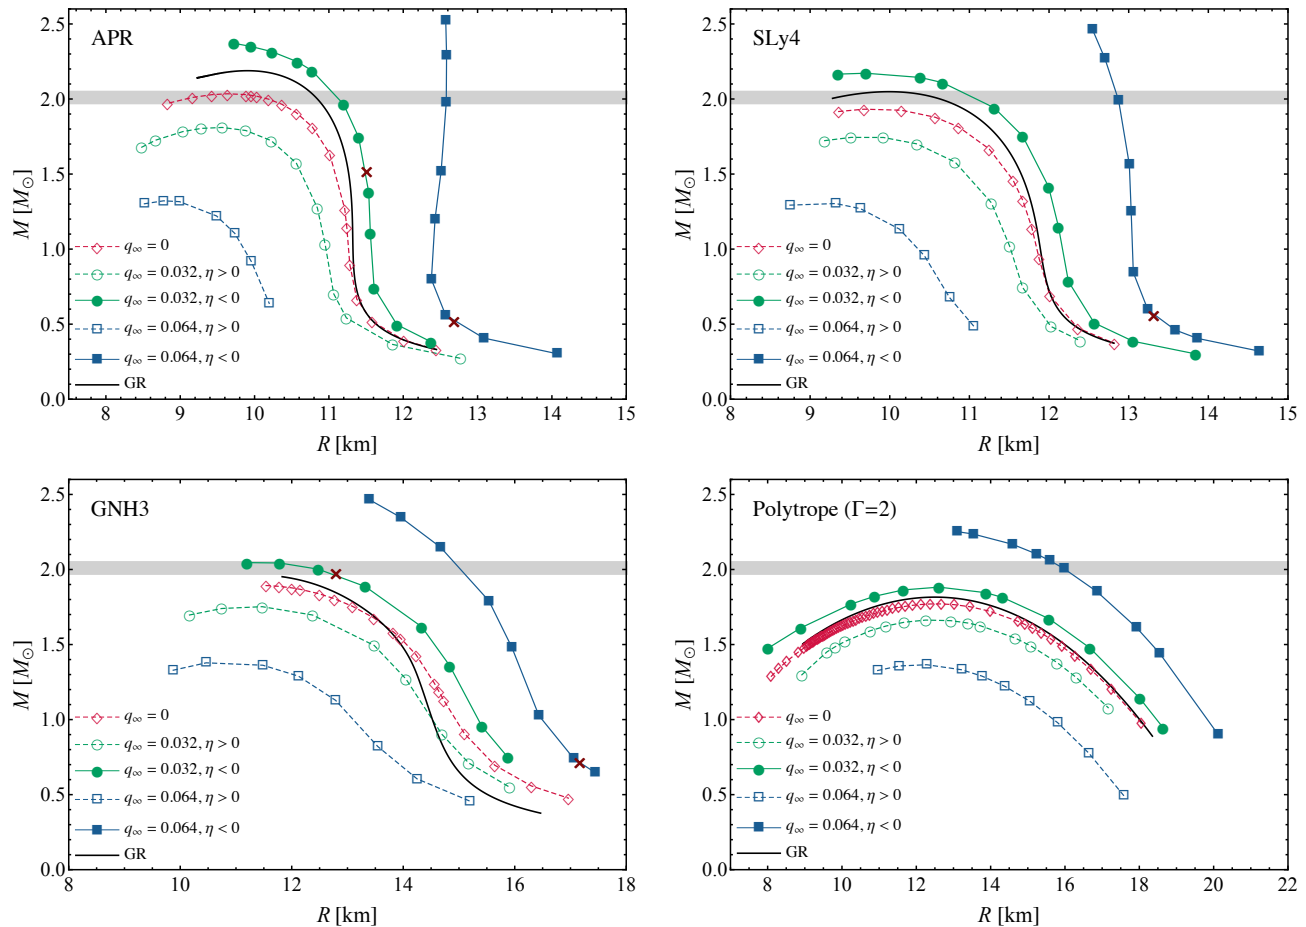 APR
M [M⊙]
0.0
0.5
1.0
1.5
2.0
2.5
q∞ = 0
q∞ = 0.032, η > 0
q∞ = 0.032, η < 0
q∞ = 0.064, η > 0
q∞ = 0.064, η < 0
GR
8 9 10 11 12 13 14 15
R [km]
SLy4
M [M⊙]
0.0
0.5
1.0
1.5
2.0
2.5
q∞ = 0
q∞ = 0.032, η > 0
q∞ = 0.032, η < 0
q∞ = 0.064, η > 0
q∞ = 0.064, η < 0
GR
8 9 10 11 12 13 14 15
R [km]
GNH3
M [M⊙]
0.0
0.5
1.0
1.5
2.0
2.5
q∞ = 0
q∞ = 0.032, η > 0
q∞ = 0.032, η < 0
q∞ = 0.064, η > 0
q∞ = 0.064, η < 0
GR
8 10 12 14 16 18
R [km]
Polytrope (Γ=2)
M [M⊙]
0.0
0.5
1.0
1.5
2.0
2.5
q∞ = 0
q∞ = 0.032, η > 0
q∞ = 0.032, η < 0
q∞ = 0.064, η > 0
q∞ = 0.064, η < 0
GR
8 10 12 14 16 18 20 22
R [km]